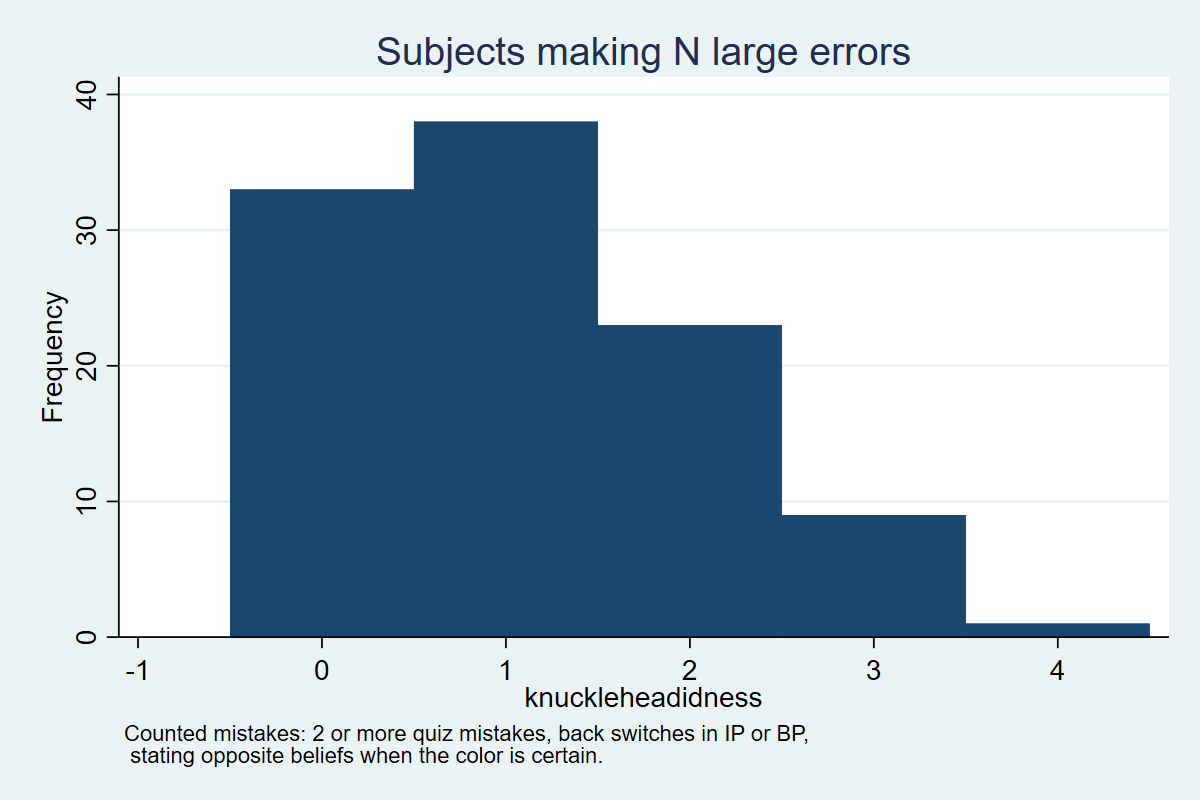 Subjects making N large errors
40
30
20
10
0
Frequency
-1 0 1 2 3 4
knuckleheadidness
Counted mistakes: 2 or more quiz mistakes, back switches in IP or BP,
stating opposite beliefs when the color is certain.